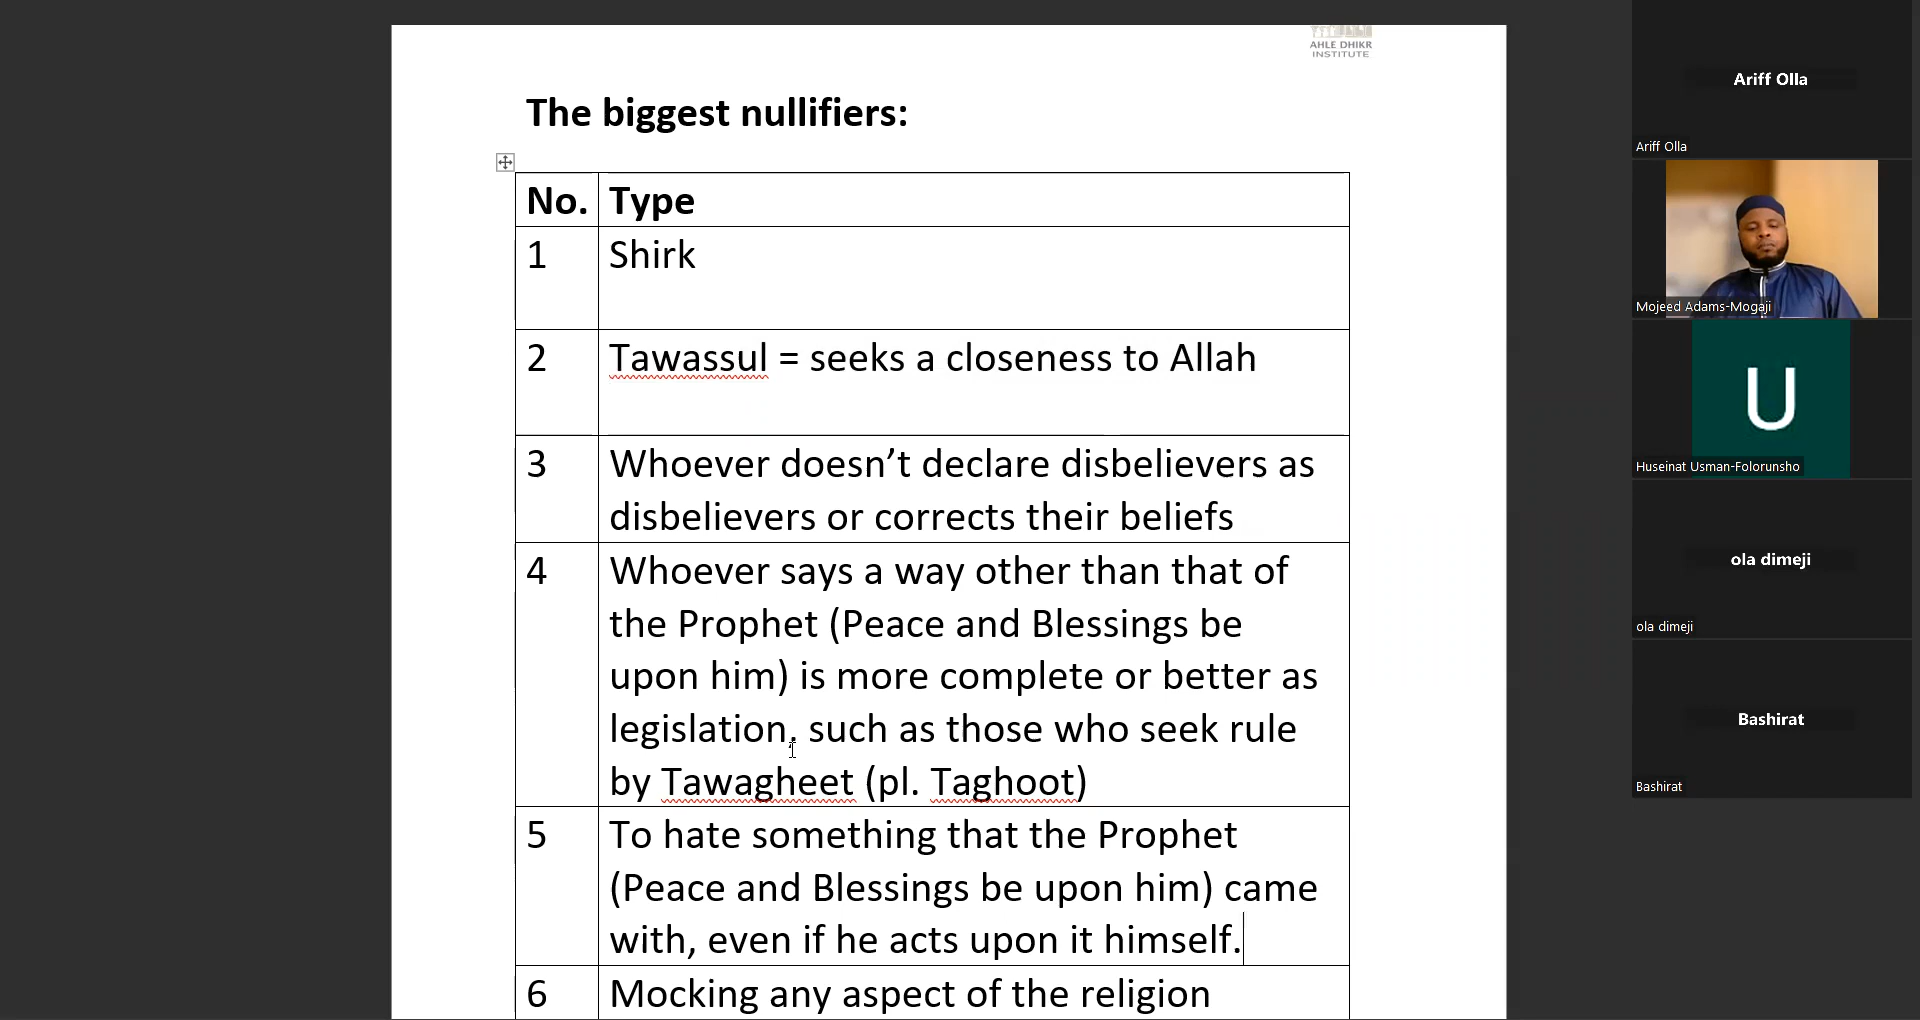 AHLE DHIKR
INSTITUTE
The biggest nullifiers:
No. Type
1 Shirk
2 Tawassul = seeks a closeness to Allah
3 Whoever doesn’t declare disbelievers as
disbelievers or corrects their beliefs
4 Whoever says a way other than that of
the Prophet (Peace and Blessings be
upon him) is more complete or better as
legislation, such as those who seek rule
by Tawagheet (pl. Taghoot)
5 To hate something that the Prophet
(Peace and Blessings be upon him) came
with, even if he acts upon it himself.
6 Mocking any aspect of the religion
Ariff Olla
Ariff Olla
Mojeed Adams-Mogaji
U
Huseinat Usman-Folorunsho
ola dimeji
ola dimeji
Bashirat
Bashirat